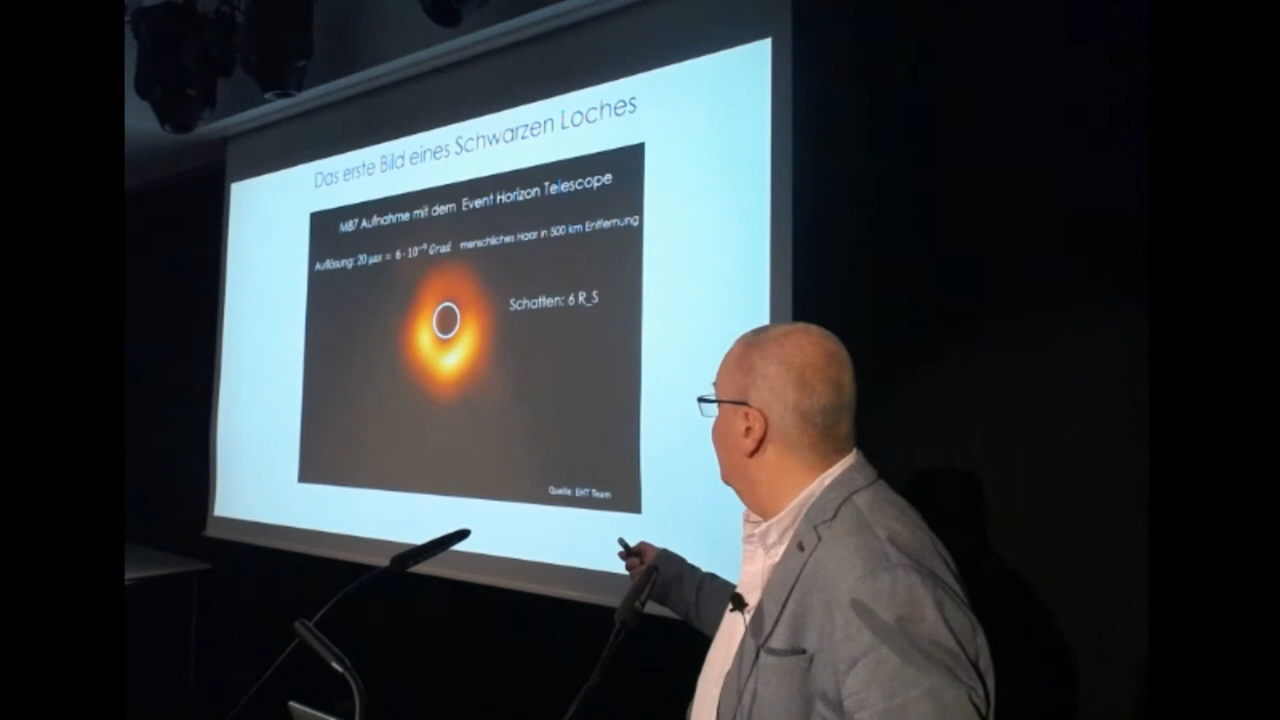 Das erste Bild eines Schwarzen Loches
M87 Aufnahme mit dem Event Horizon Telescope
Auflösung: 20 μas = 6 · 10⁻⁹ Grad menschliches Haar in 500 km Entfernung
Schatten: 6 R_S
Quelle: EHT Team